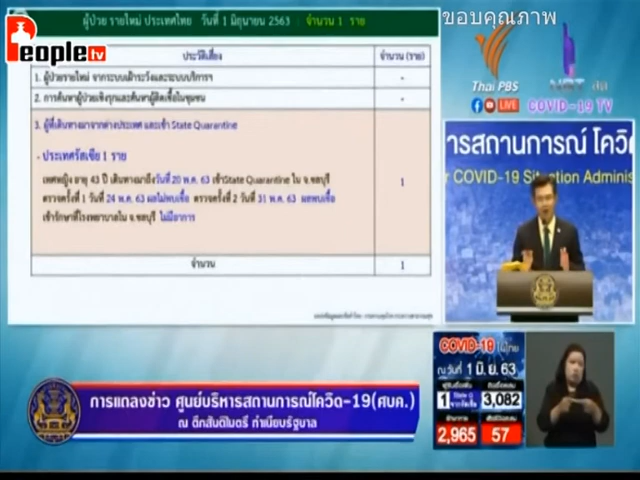 ผู้ป่วย รายใหม่ ประเทศไทย วันที่ 1 มิถุนายน 2563 จำนวน 1 ราย
ขอบคุณภาพ
People tv
ประวัติเสี่ยง จำนวน (ราย)
1. ผู้ป่วยรายใหม่ จากระบบเฝ้าระวังและระบบบริการฯ -
2. การค้นหาผู้ป่วยเชิงรุกและค้นหาผู้ติดเชื้อในชุมชน -
3. ผู้ที่เดินทางมาจากต่างประเทศ และเข้า State Quarantine
- ประเทศรัสเซีย 1 ราย
เพศหญิง อายุ 43 ปี เดินทางมาถึงวันที่ 20 พ.ค. 63 เข้าState Quarantine ใน จ.ชลบุรี 1
ตรวจครั้งที่ 1 วันที่ 24 พ.ค. 63 ผลไม่พบเชื้อ ตรวจครั้งที่ 2 วันที่ 31 พ.ค. 63 ผลพบเชื้อ
เข้ารักษาที่โรงพยาบาลใน จ.ชลบุรี ไม่มีอาการ
จำนวน 1
Thai PBS
NBT
LIVE
COVID-19 TV
ารสถานการณ์ โควิด
r COVID-19 Situation Adminis
การแถลงข่าว ศูนย์บริหารสถานการณ์โควิด-19(ศบค.)
ณ ตึกสันติไมตรี ทำเนียบรัฐบาล
COVID-19 ในไทย
ณ วันที่ 1 มิ.ย. 63
1 3,082
2,965 57